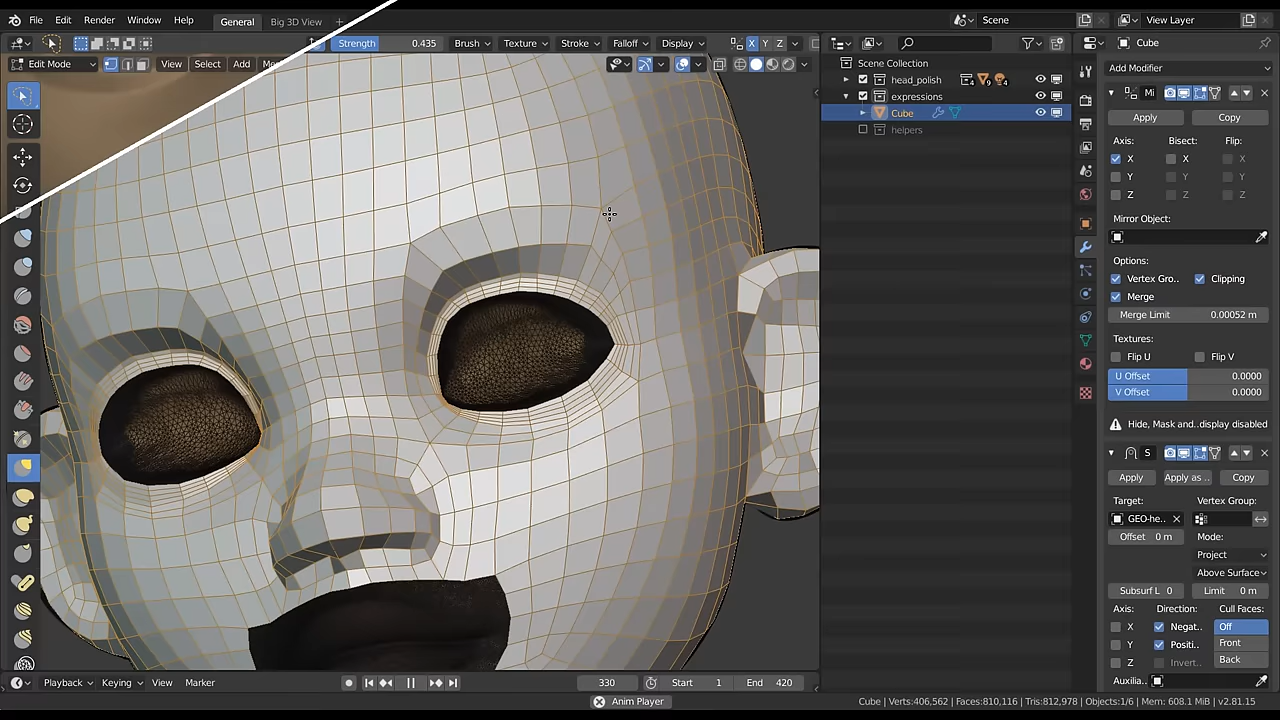 File Edit Render Window Help General Big 3D View + Scene View Layer
Strength 0.435 Brush Texture Stroke Falloff Display X Y Z
Edit Mode View Select Add
Cube
Add Modifier
Scene Collection
head_polish 4 9 4
expressions
Cube
helpers
Mi
Apply Copy
Axis: Bisect: Flip:
X X X
Y Y Y
Z Z Z
Mirror Object:
Options:
Vertex Gro.. Clipping
Merge
Merge Limit 0.00052 m
Textures:
Flip U Flip V
U Offset 0.0000
V Offset 0.0000
Hide, Mask and..display disabled
S
Apply Apply as .. Copy
Target: Vertex Group:
GEO-he..
Offset 0 m Mode:
Project
Above Surface
Subsurf L 0 Limit 0 m
Axis: Direction: Cull Faces:
X Negat.. Off
Y Positi.. Front
Z Invert.. Back
Auxilia..
Playback Keying View Marker 330 Start 1 End 420
Anim Player
Cube | Verts:406,562 | Faces:810,116 | Tris:812,978 | Objects:1/6 | Mem: 608.1 MiB | v2.81.15